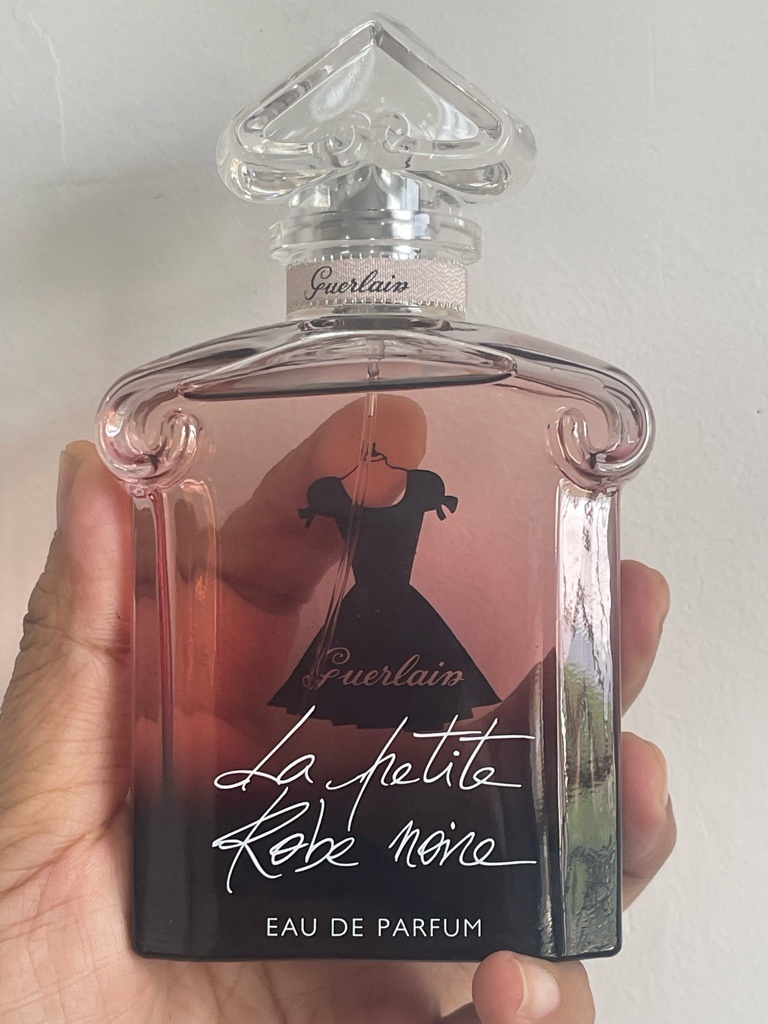 Guerlain
Guerlain
La petite
Robe noire
EAU DE PARFUM